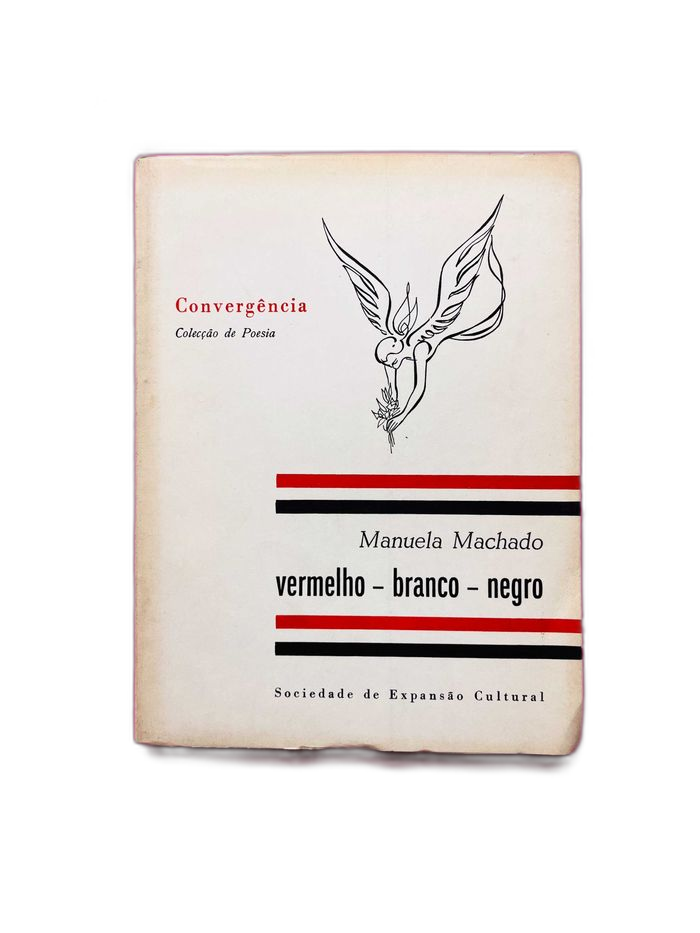 Convergência
Colecção de Poesia
Manuela Machado
vermelho – branco – negro
Sociedade de Expansão Cultural